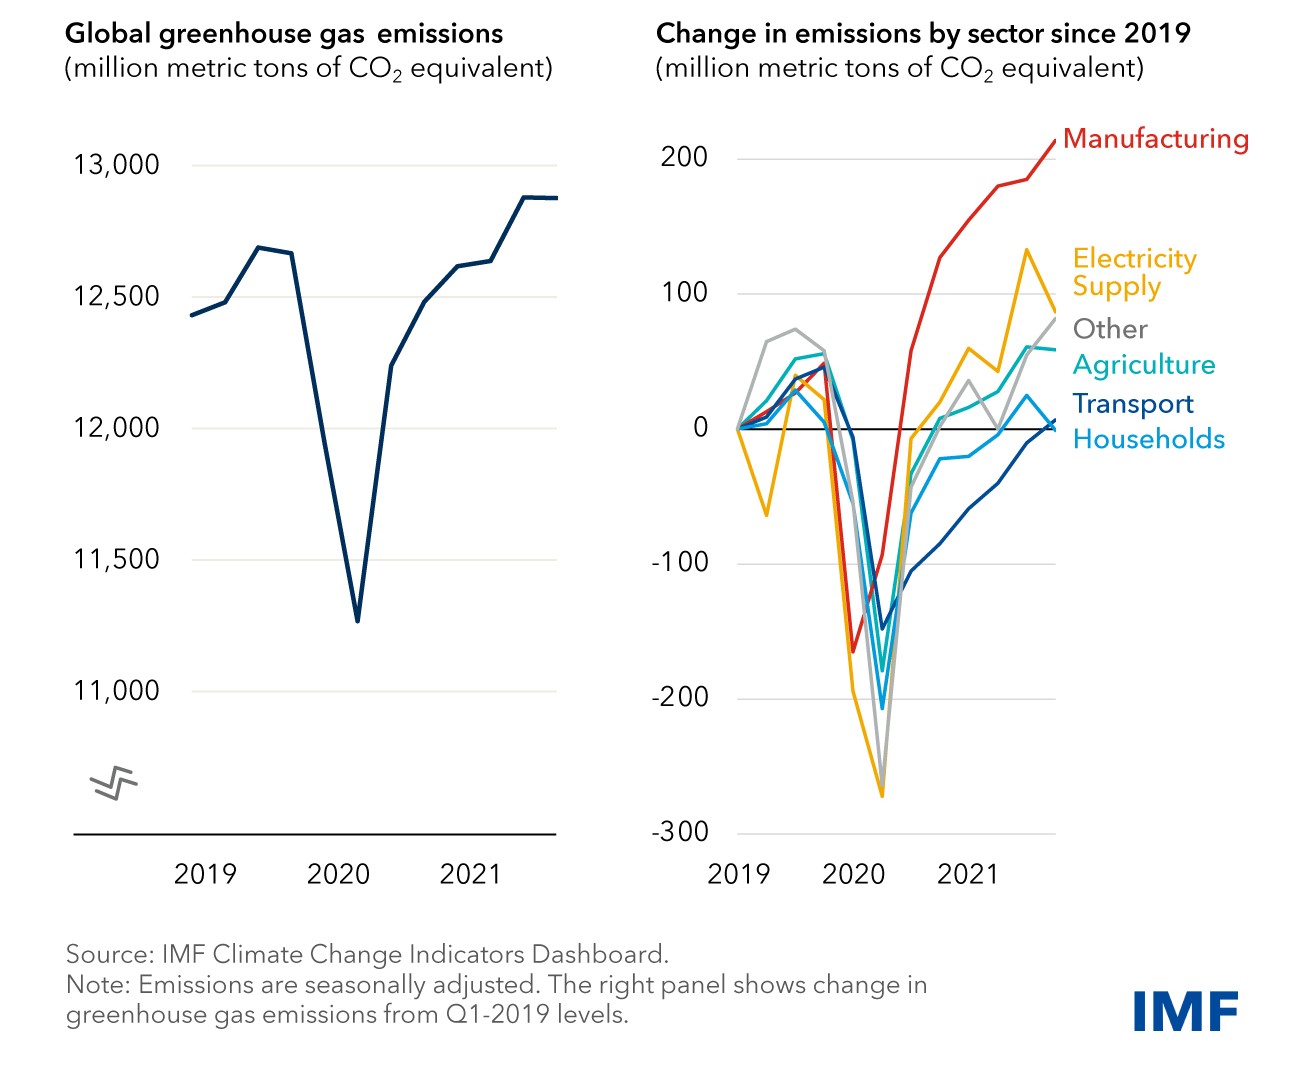 Global greenhouse gas emissions
(million metric tons of CO₂ equivalent)
13,000
12,500
12,000
11,500
11,000
2019 2020 2021
Change in emissions by sector since 2019
(million metric tons of CO₂ equivalent)
200
100
0
-100
-200
-300
Manufacturing
Electricity
Supply
Other
Agriculture
Transport
Households
2019 2020 2021
Source: IMF Climate Change Indicators Dashboard.
Note: Emissions are seasonally adjusted. The right panel shows change in
greenhouse gas emissions from Q1-2019 levels.
IMF